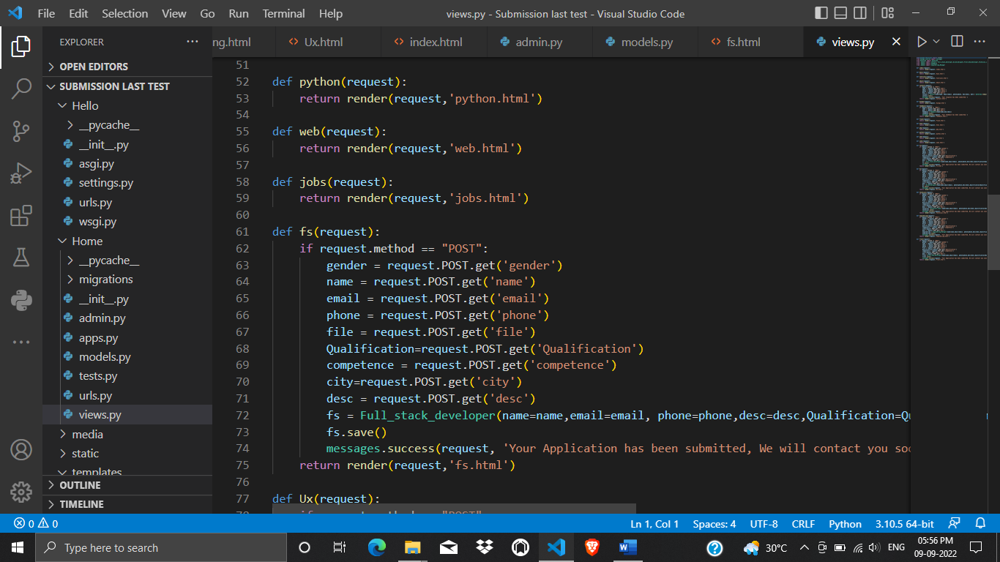 File Edit Selection View Go Run Terminal Help views.py - Submission last test - Visual Studio Code
EXPLORER
ng.html Ux.html index.html admin.py models.py fs.html views.py
OPEN EDITORS
SUBMISSION LAST TEST
Hello
__pycache__
__init__.py
asgi.py
settings.py
urls.py
wsgi.py
Home
__pycache__
migrations
__init__.py
admin.py
apps.py
models.py
tests.py
urls.py
views.py
media
static
templates
OUTLINE
TIMELINE
51
52 def python(request):
53 return render(request,'python.html')
54
55 def web(request):
56 return render(request,'web.html')
57
58 def jobs(request):
59 return render(request,'jobs.html')
60
61 def fs(request):
62 if request.method == "POST":
63 gender = request.POST.get('gender')
64 name = request.POST.get('name')
65 email = request.POST.get('email')
66 phone = request.POST.get('phone')
67 file = request.POST.get('file')
68 Qualification=request.POST.get('Qualification')
69 competence = request.POST.get('competence')
70 city=request.POST.get('city')
71 desc = request.POST.get('desc')
72 fs = Full_stack_developer(name=name,email=email, phone=phone,desc=desc,Qualification=Qu
73 fs.save()
74 messages.success(request, 'Your Application has been submitted, We will contact you soo
75 return render(request,'fs.html')
76
77 def Ux(request):
0 0 Ln 1, Col 1 Spaces: 4 UTF-8 CRLF Python 3.10.5 64-bit
Type here to search 30°C ENG 05:56 PM
09-09-2022